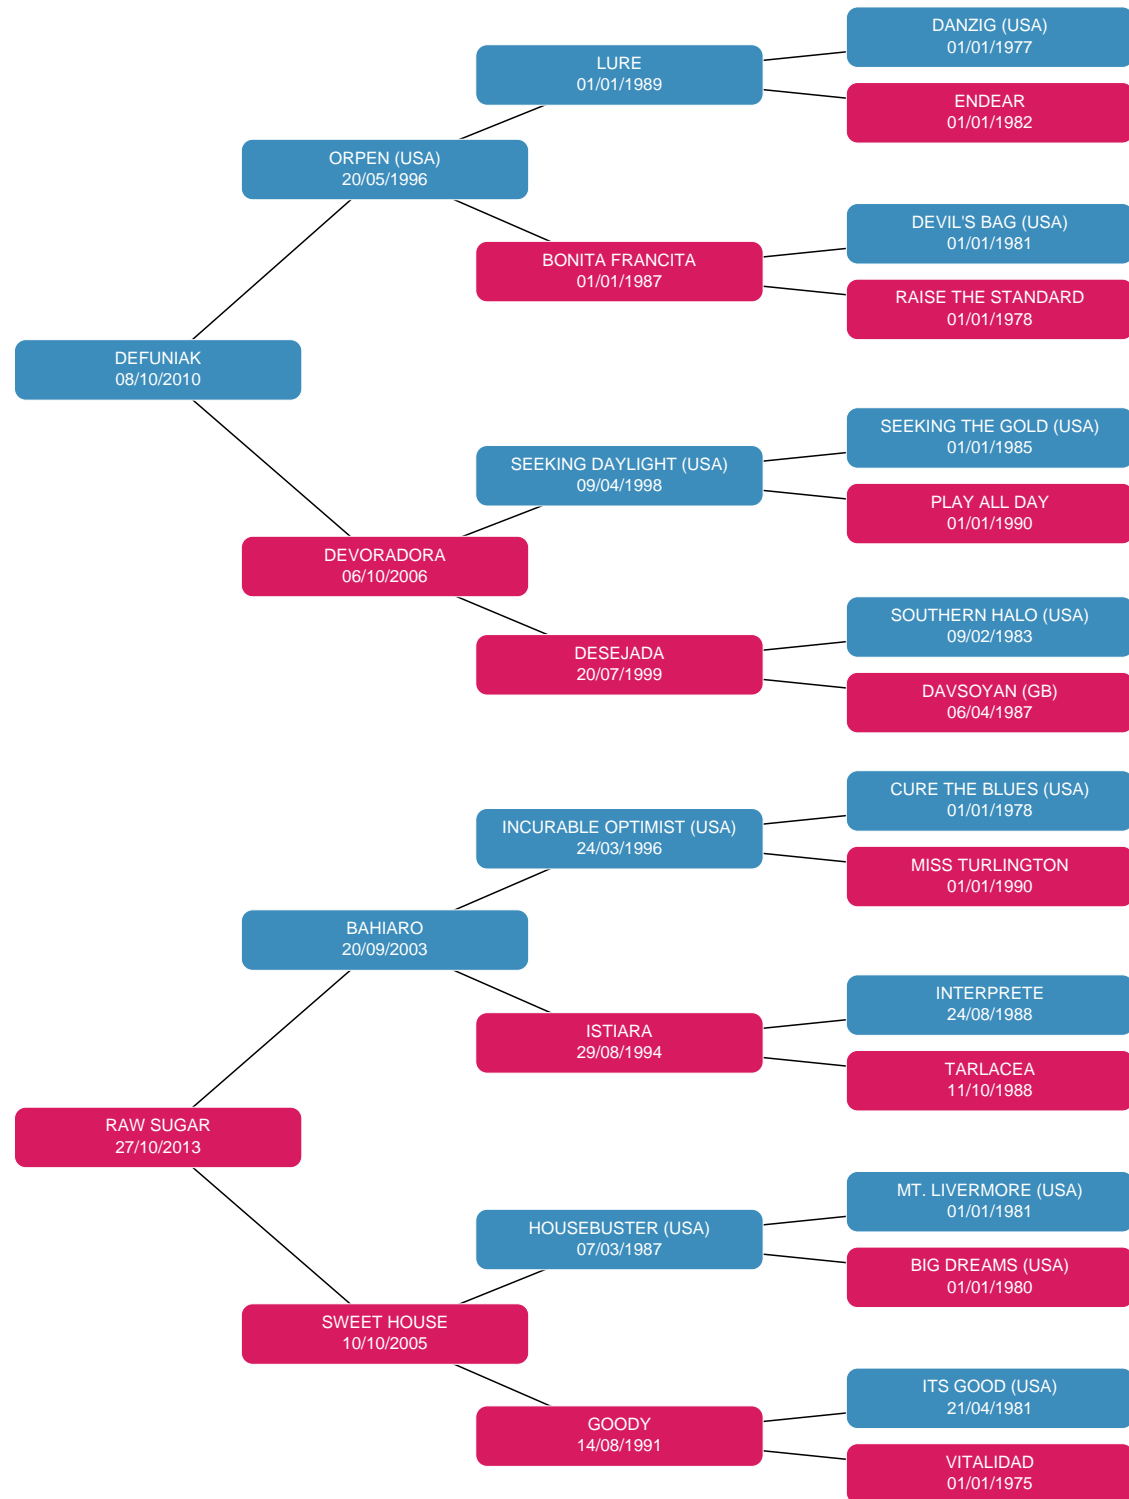 DANZIG (USA)
01/01/1977
LURE
01/01/1989
ENDEAR
01/01/1982
ORPEN (USA)
20/05/1996
DEVIL'S BAG (USA)
01/01/1981
BONITA FRANCITA
01/01/1987
RAISE THE STANDARD
01/01/1978
DEFUNIAK
08/10/2010
SEEKING THE GOLD (USA)
01/01/1985
SEEKING DAYLIGHT (USA)
09/04/1998
PLAY ALL DAY
01/01/1990
DEVORADORA
06/10/2006
SOUTHERN HALO (USA)
09/02/1983
DESEJADA
20/07/1999
DAVSOYAN (GB)
06/04/1987
CURE THE BLUES (USA)
01/01/1978
INCURABLE OPTIMIST (USA)
24/03/1996
MISS TURLINGTON
01/01/1990
BAHIARO
20/09/2003
INTERPRETE
24/08/1988
ISTIARA
29/08/1994
TARLACEA
11/10/1988
RAW SUGAR
27/10/2013
MT. LIVERMORE (USA)
01/01/1981
HOUSEBUSTER (USA)
07/03/1987
BIG DREAMS (USA)
01/01/1980
SWEET HOUSE
10/10/2005
ITS GOOD (USA)
21/04/1981
GOODY
14/08/1991
VITALIDAD
01/01/1975